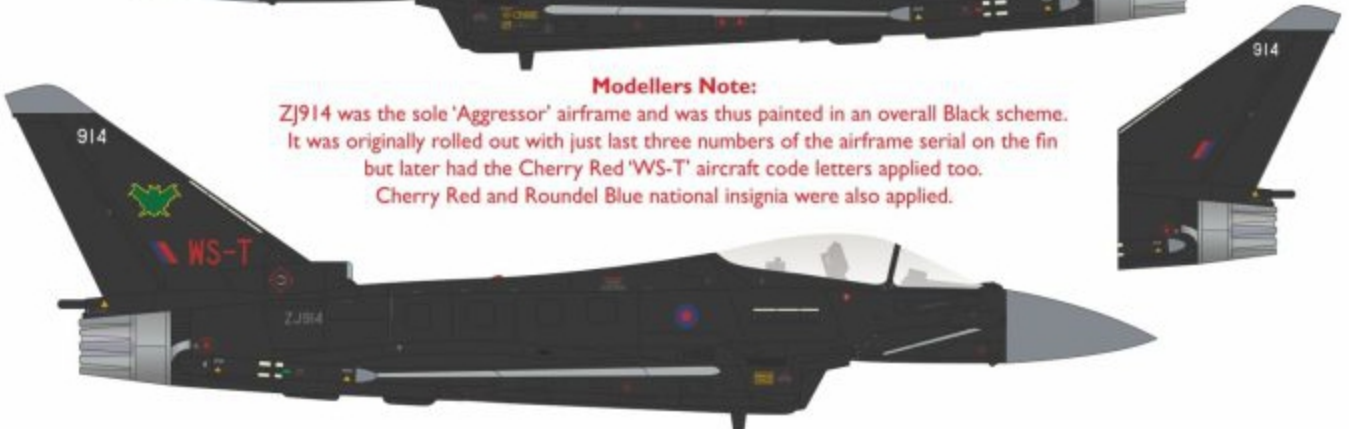 914
Modellers Note:
ZJ914 was the sole ‘Aggressor’ airframe and was thus painted in an overall Black scheme.
It was originally rolled out with just last three numbers of the airframe serial on the fin
but later had the Cherry Red ‘WS-T’ aircraft code letters applied too.
Cherry Red and Roundel Blue national insignia were also applied.
914
WS-T
ZJ914